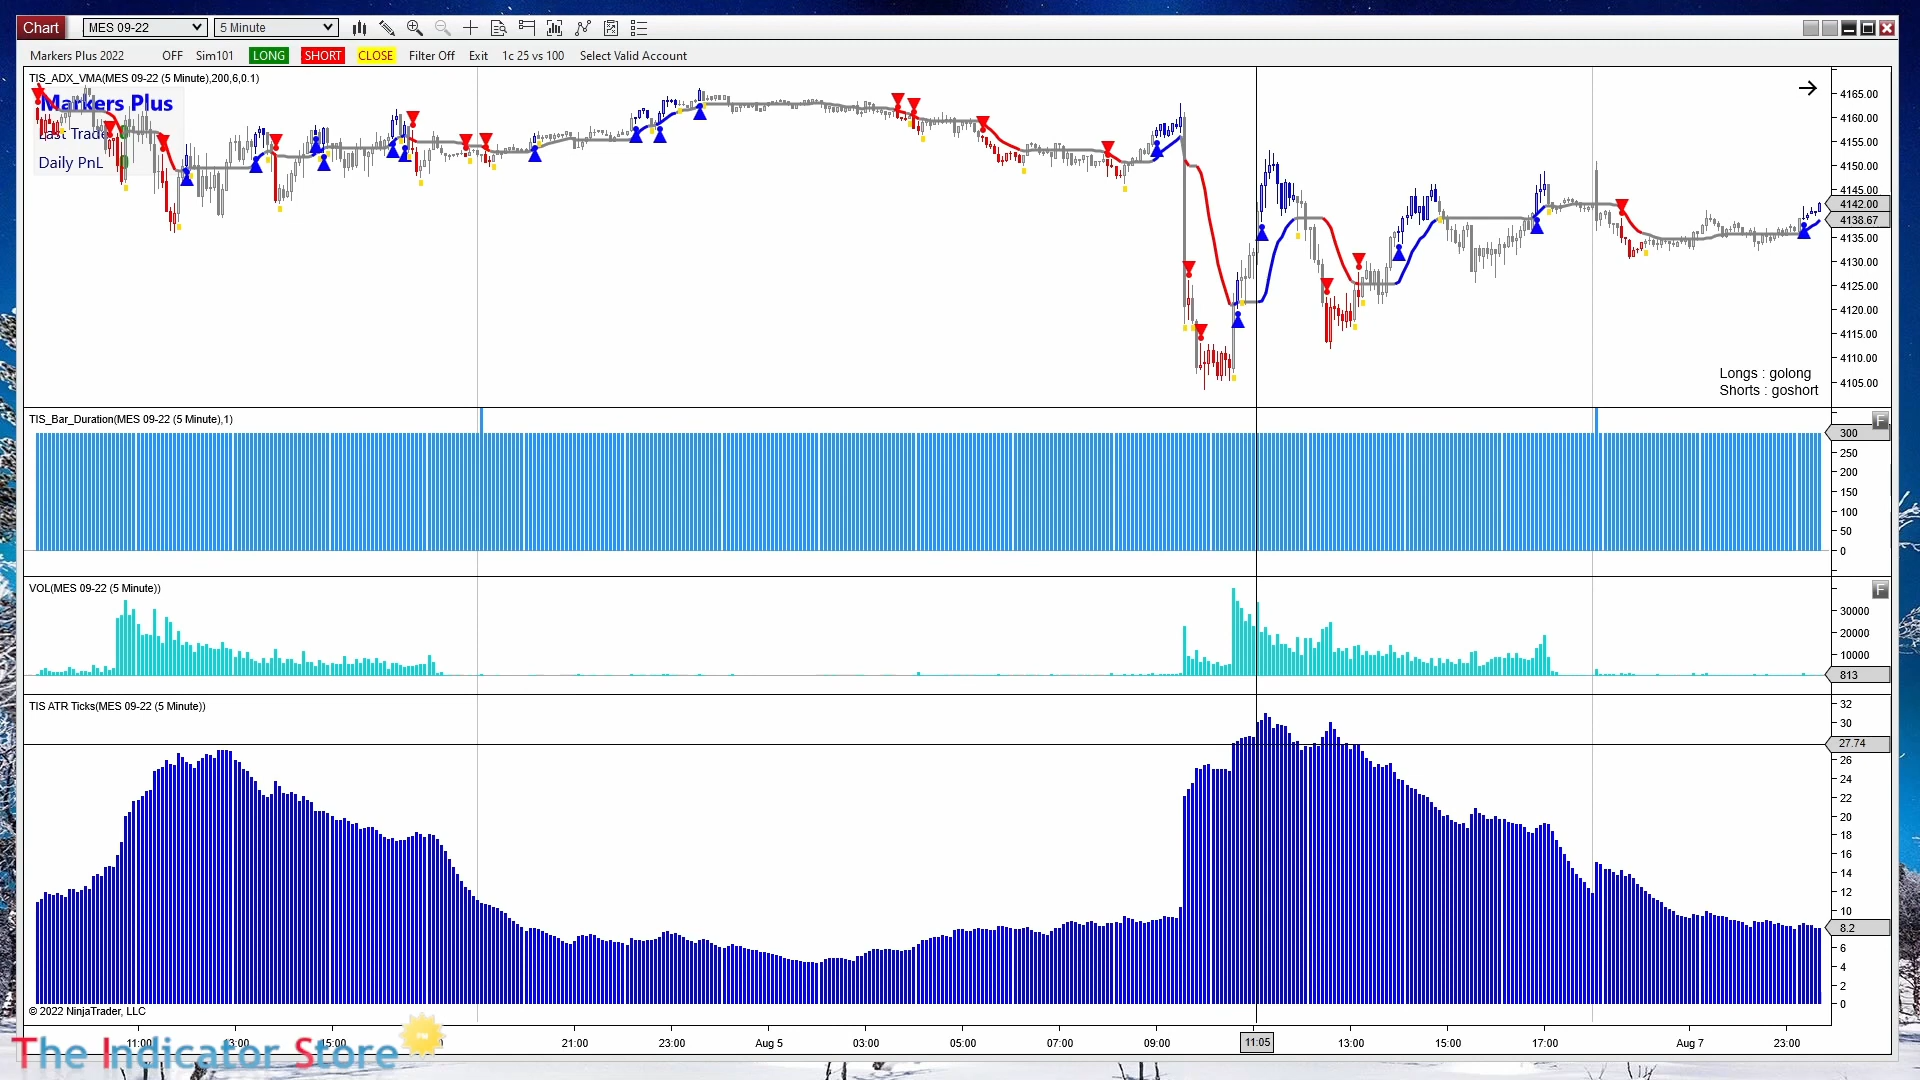 Chart MES 09-22 5 Minute
Markers Plus 2022 OFF Sim101 LONG SHORT CLOSE Filter Off Exit 1c 25 vs 100 Select Valid Account
TIS_ADX_VMA(MES 09-22 (5 Minute),200,6,0.1)
Markers Plus
Last Trade 0
Daily PnL 0
4165.00
4160.00
4155.00
4150.00
4145.00
4142.00
4138.67
4135.00
4130.00
4125.00
4120.00
4115.00
4110.00
4105.00
Longs : golong
Shorts : goshort
TIS_Bar_Duration(MES 09-22 (5 Minute),1)
F
300
250
200
150
100
50
0
VOL(MES 09-22 (5 Minute))
F
30000
20000
10000
813
TIS ATR Ticks(MES 09-22 (5 Minute))
32
30
27.74
26
24
22
20
18
16
14
12
10
8.2
6
4
2
0
© 2022 NinjaTrader, LLC
11:00 13:00 15:00 21:00 23:00 Aug 5 03:00 05:00 07:00 09:00 11:05 13:00 15:00 17:00 Aug 7 23:00
The Indicator Store